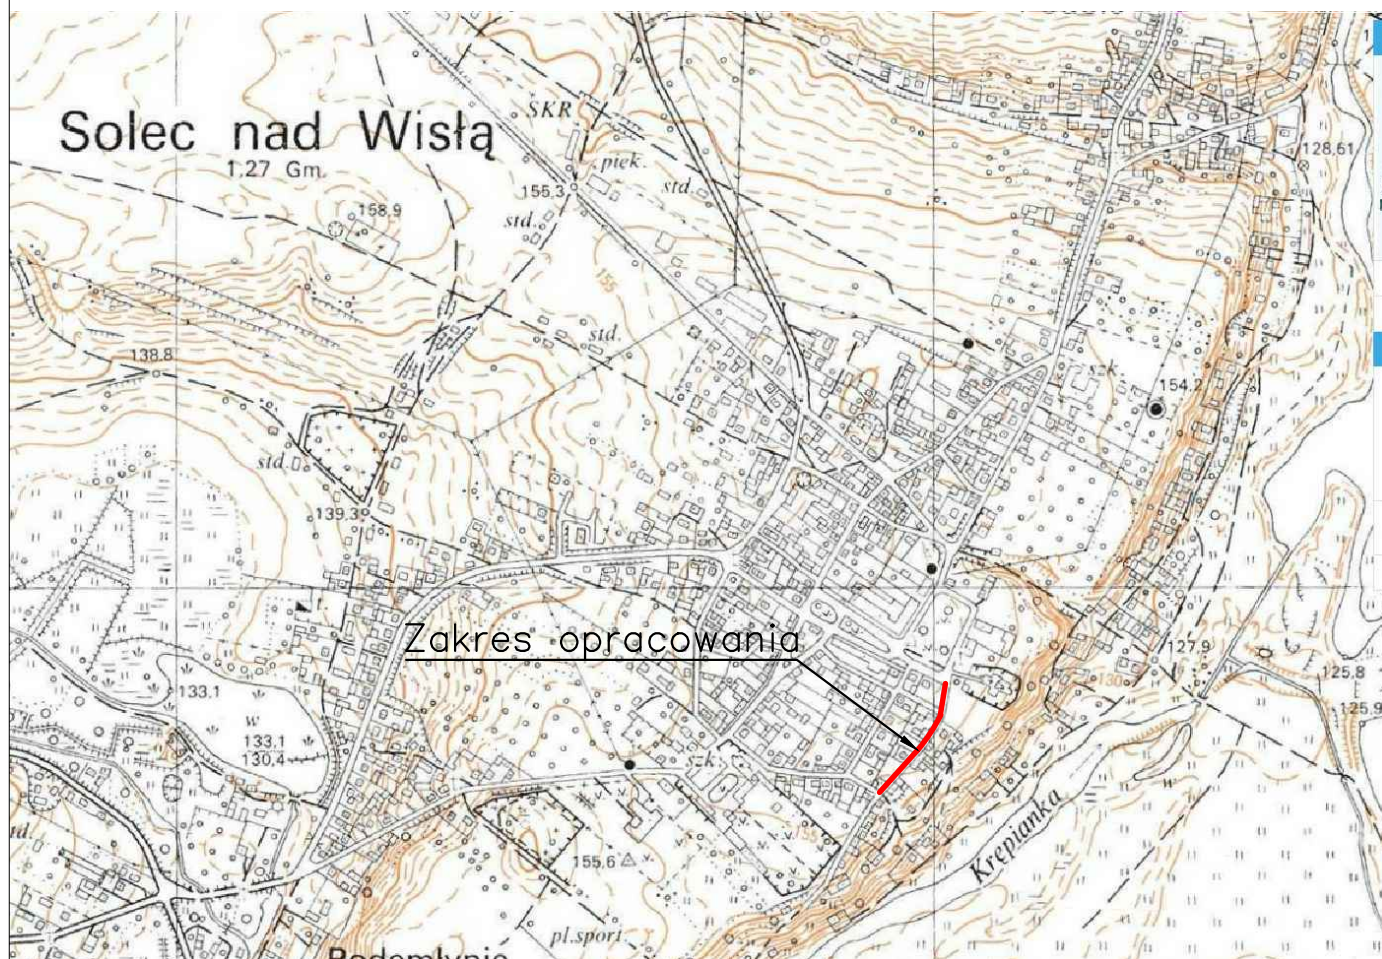 Solec nad Wisłą
1,27 Gm.
SKR
piek.
155,3
std.
std.
158,9
128,61
155
std.
138,8
szk.
154,2
std.
139,3
Zakres opracowania
127,9
130
125,8
125,9
133,1
w
133,1
130,4
szk.
155
155,6
Krępianka
pl.sport.